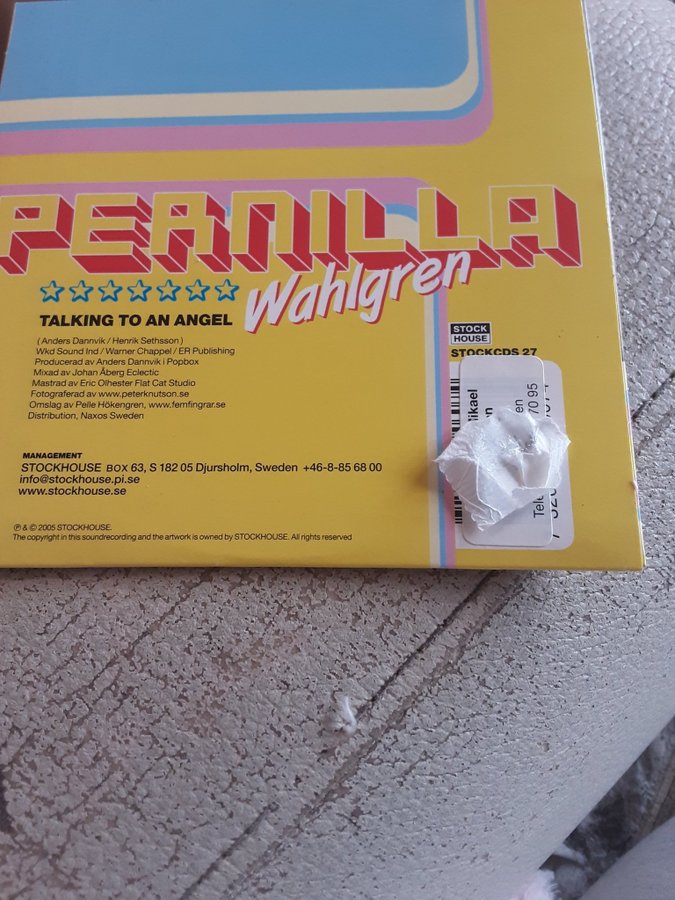 PERNILLA
Wahlgren
TALKING TO AN ANGEL
( Anders Dannvik / Henrik Sethsson )
Wkd Sound Ind / Warner Chappel / ER Publishing
Producerad av Anders Dannvik i Popbox
Mixad av Johan Åberg Eclectic
Mastrad av Eric Olhester Flat Cat Studio
Fotograferad av www.peterknutson.se
Omslag av Pelle Hökengren, www.femfingrar.se
Distribution, Naxos Sweden
MANAGEMENT
STOCKHOUSE BOX 63, S 182 05 Djursholm, Sweden +46-8-85 68 00
info@stockhouse.pi.se
www.stockhouse.se
℗ & © 2005 STOCKHOUSE.
The copyright in this soundrecording and the artwork is owned by STOCKHOUSE. All rights reserved
STOCK
HOUSE
STOCKCDS 27
70 95